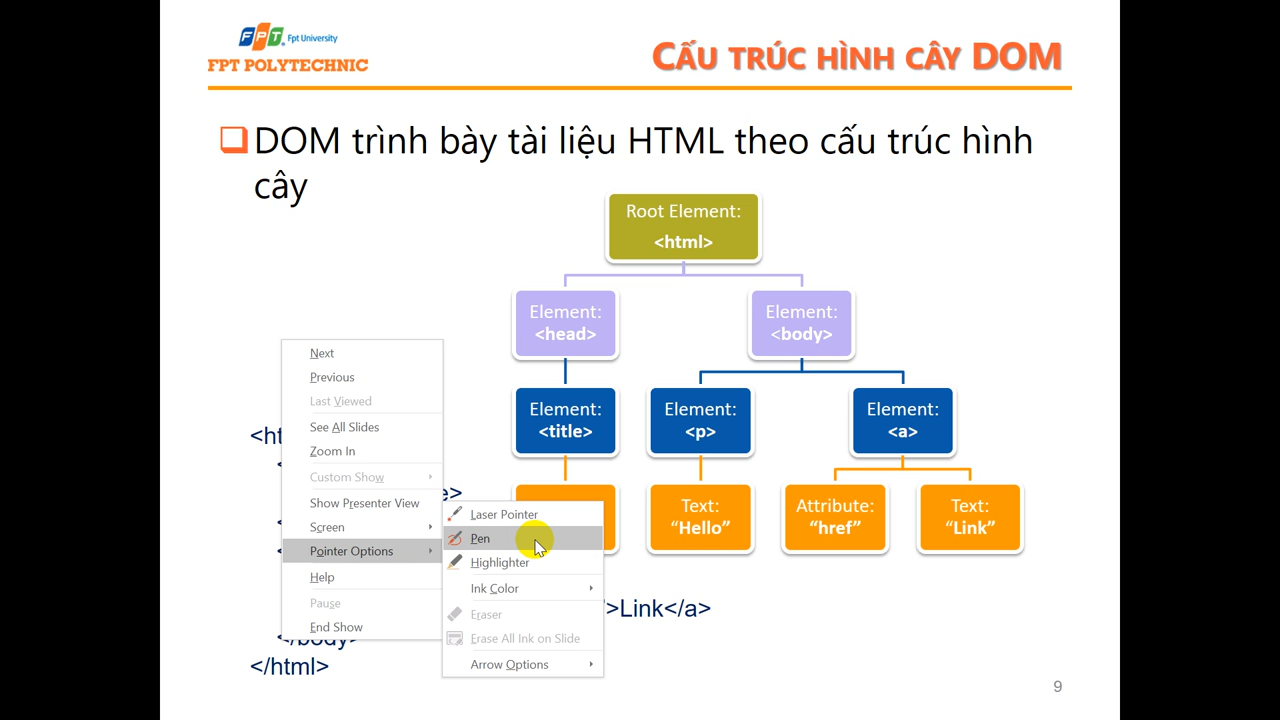 FPT Fpt University
FPT POLYTECHNIC
CẤU TRÚC HÌNH CÂY DOM
DOM trình bày tài liệu HTML theo cấu trúc hình
cây
Root Element:
<html>
Element:
<head>
Element:
<body>
Element:
<title>
Element:
<p>
Element:
<a>
Text:
“Hello”
Attribute:
“href”
Text:
“Link”
>Link</a>
</body>
</html>
Next
Previous
Last Viewed
See All Slides
Zoom In
Custom Show
Show Presenter View
Screen
Pointer Options
Help
Pause
End Show
Laser Pointer
Pen
Highlighter
Ink Color
Eraser
Erase All Ink on Slide
Arrow Options
9